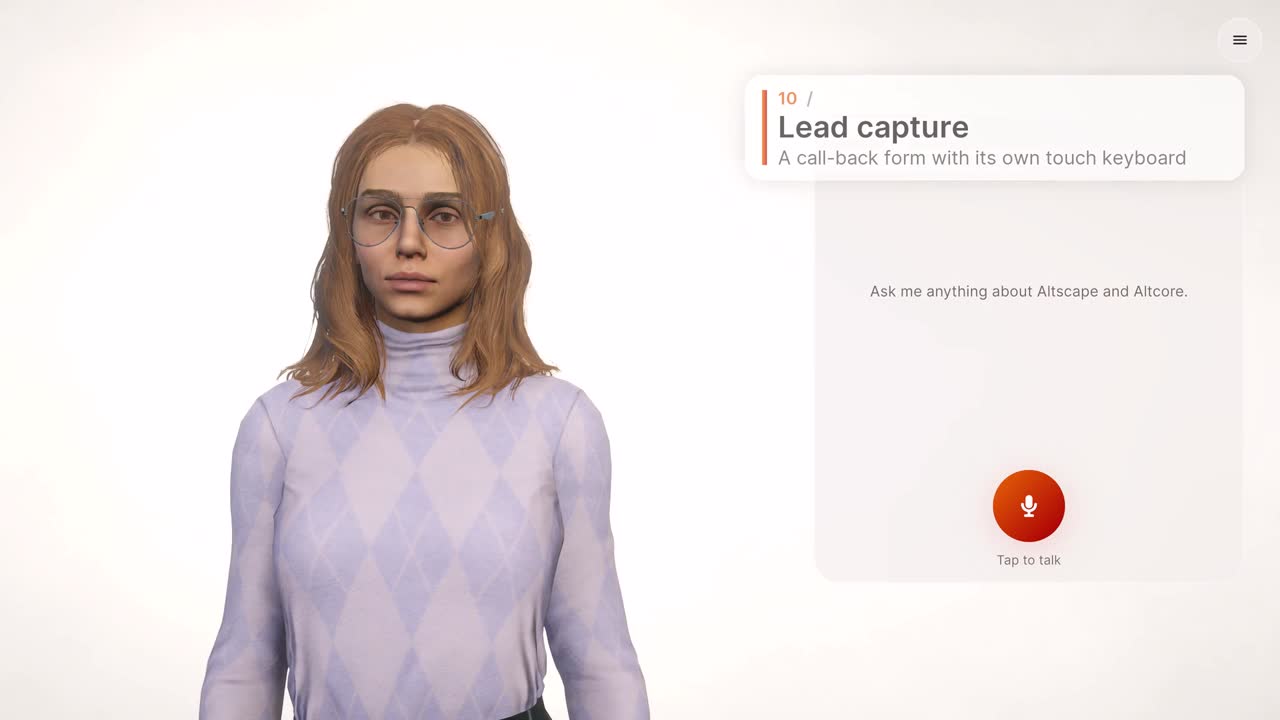 10 /
Lead capture
A call-back form with its own touch keyboard
Ask me anything about Altscape and Altcore.
Tap to talk